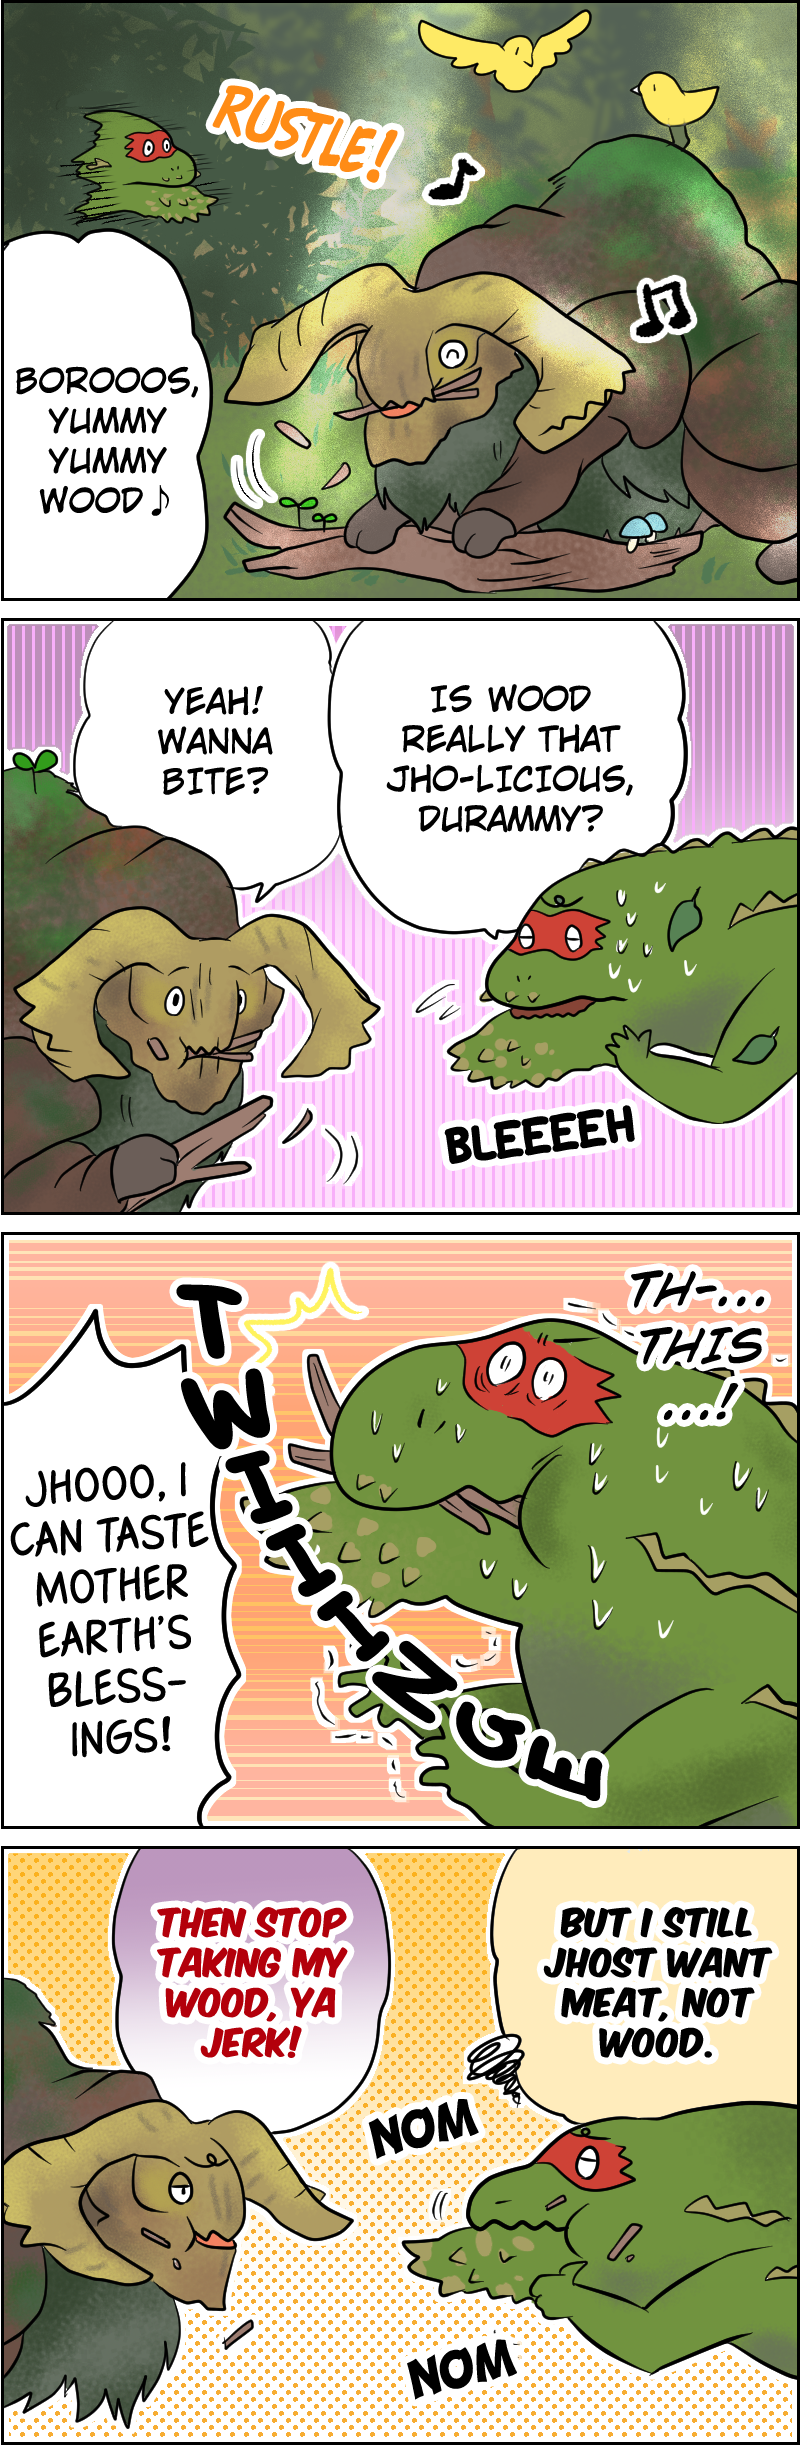 RUSTLE!
BOROOOS,
YUMMY
YUMMY
WOOD♪
IS WOOD
REALLY THAT
JHO-LICIOUS,
DURAMMY?
YEAH!
WANNA
BITE?
BLEEEEH
TH-...
THIS
...!
TWIIIINGE
JHOOO, I
CAN TASTE
MOTHER
EARTH'S
BLESS-
INGS!
BUT I STILL
JHOST WANT
MEAT, NOT
WOOD.
THEN STOP
TAKING MY
WOOD, YA
JERK!
NOM
NOM